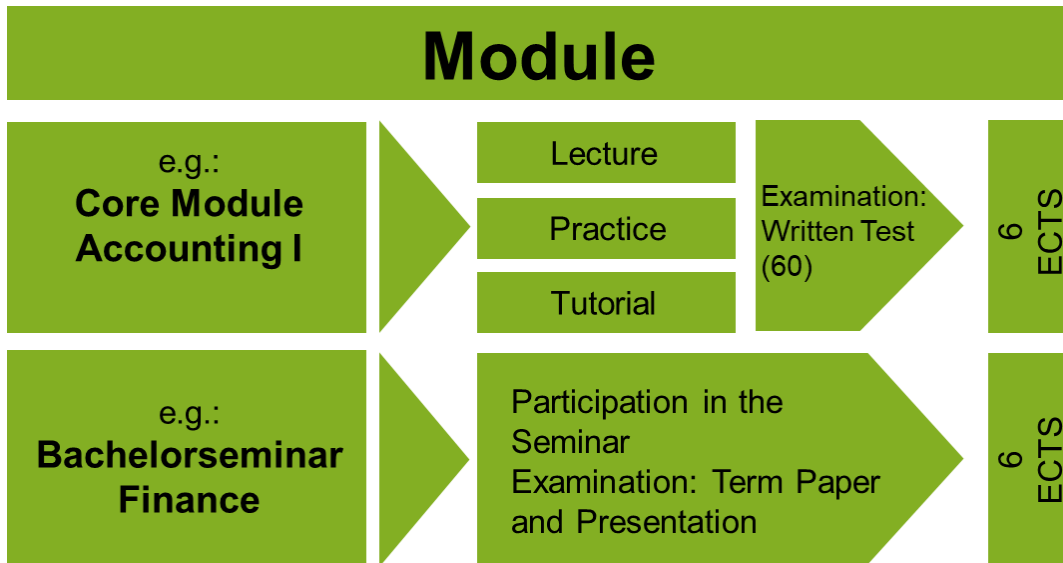 Module
e.g.:
Core Module
Accounting I
Lecture
Practice
Tutorial
Examination:
Written Test
(60)
6
ECTS
e.g.:
Bachelorseminar
Finance
Participation in the
Seminar
Examination: Term Paper
and Presentation
6
ECTS